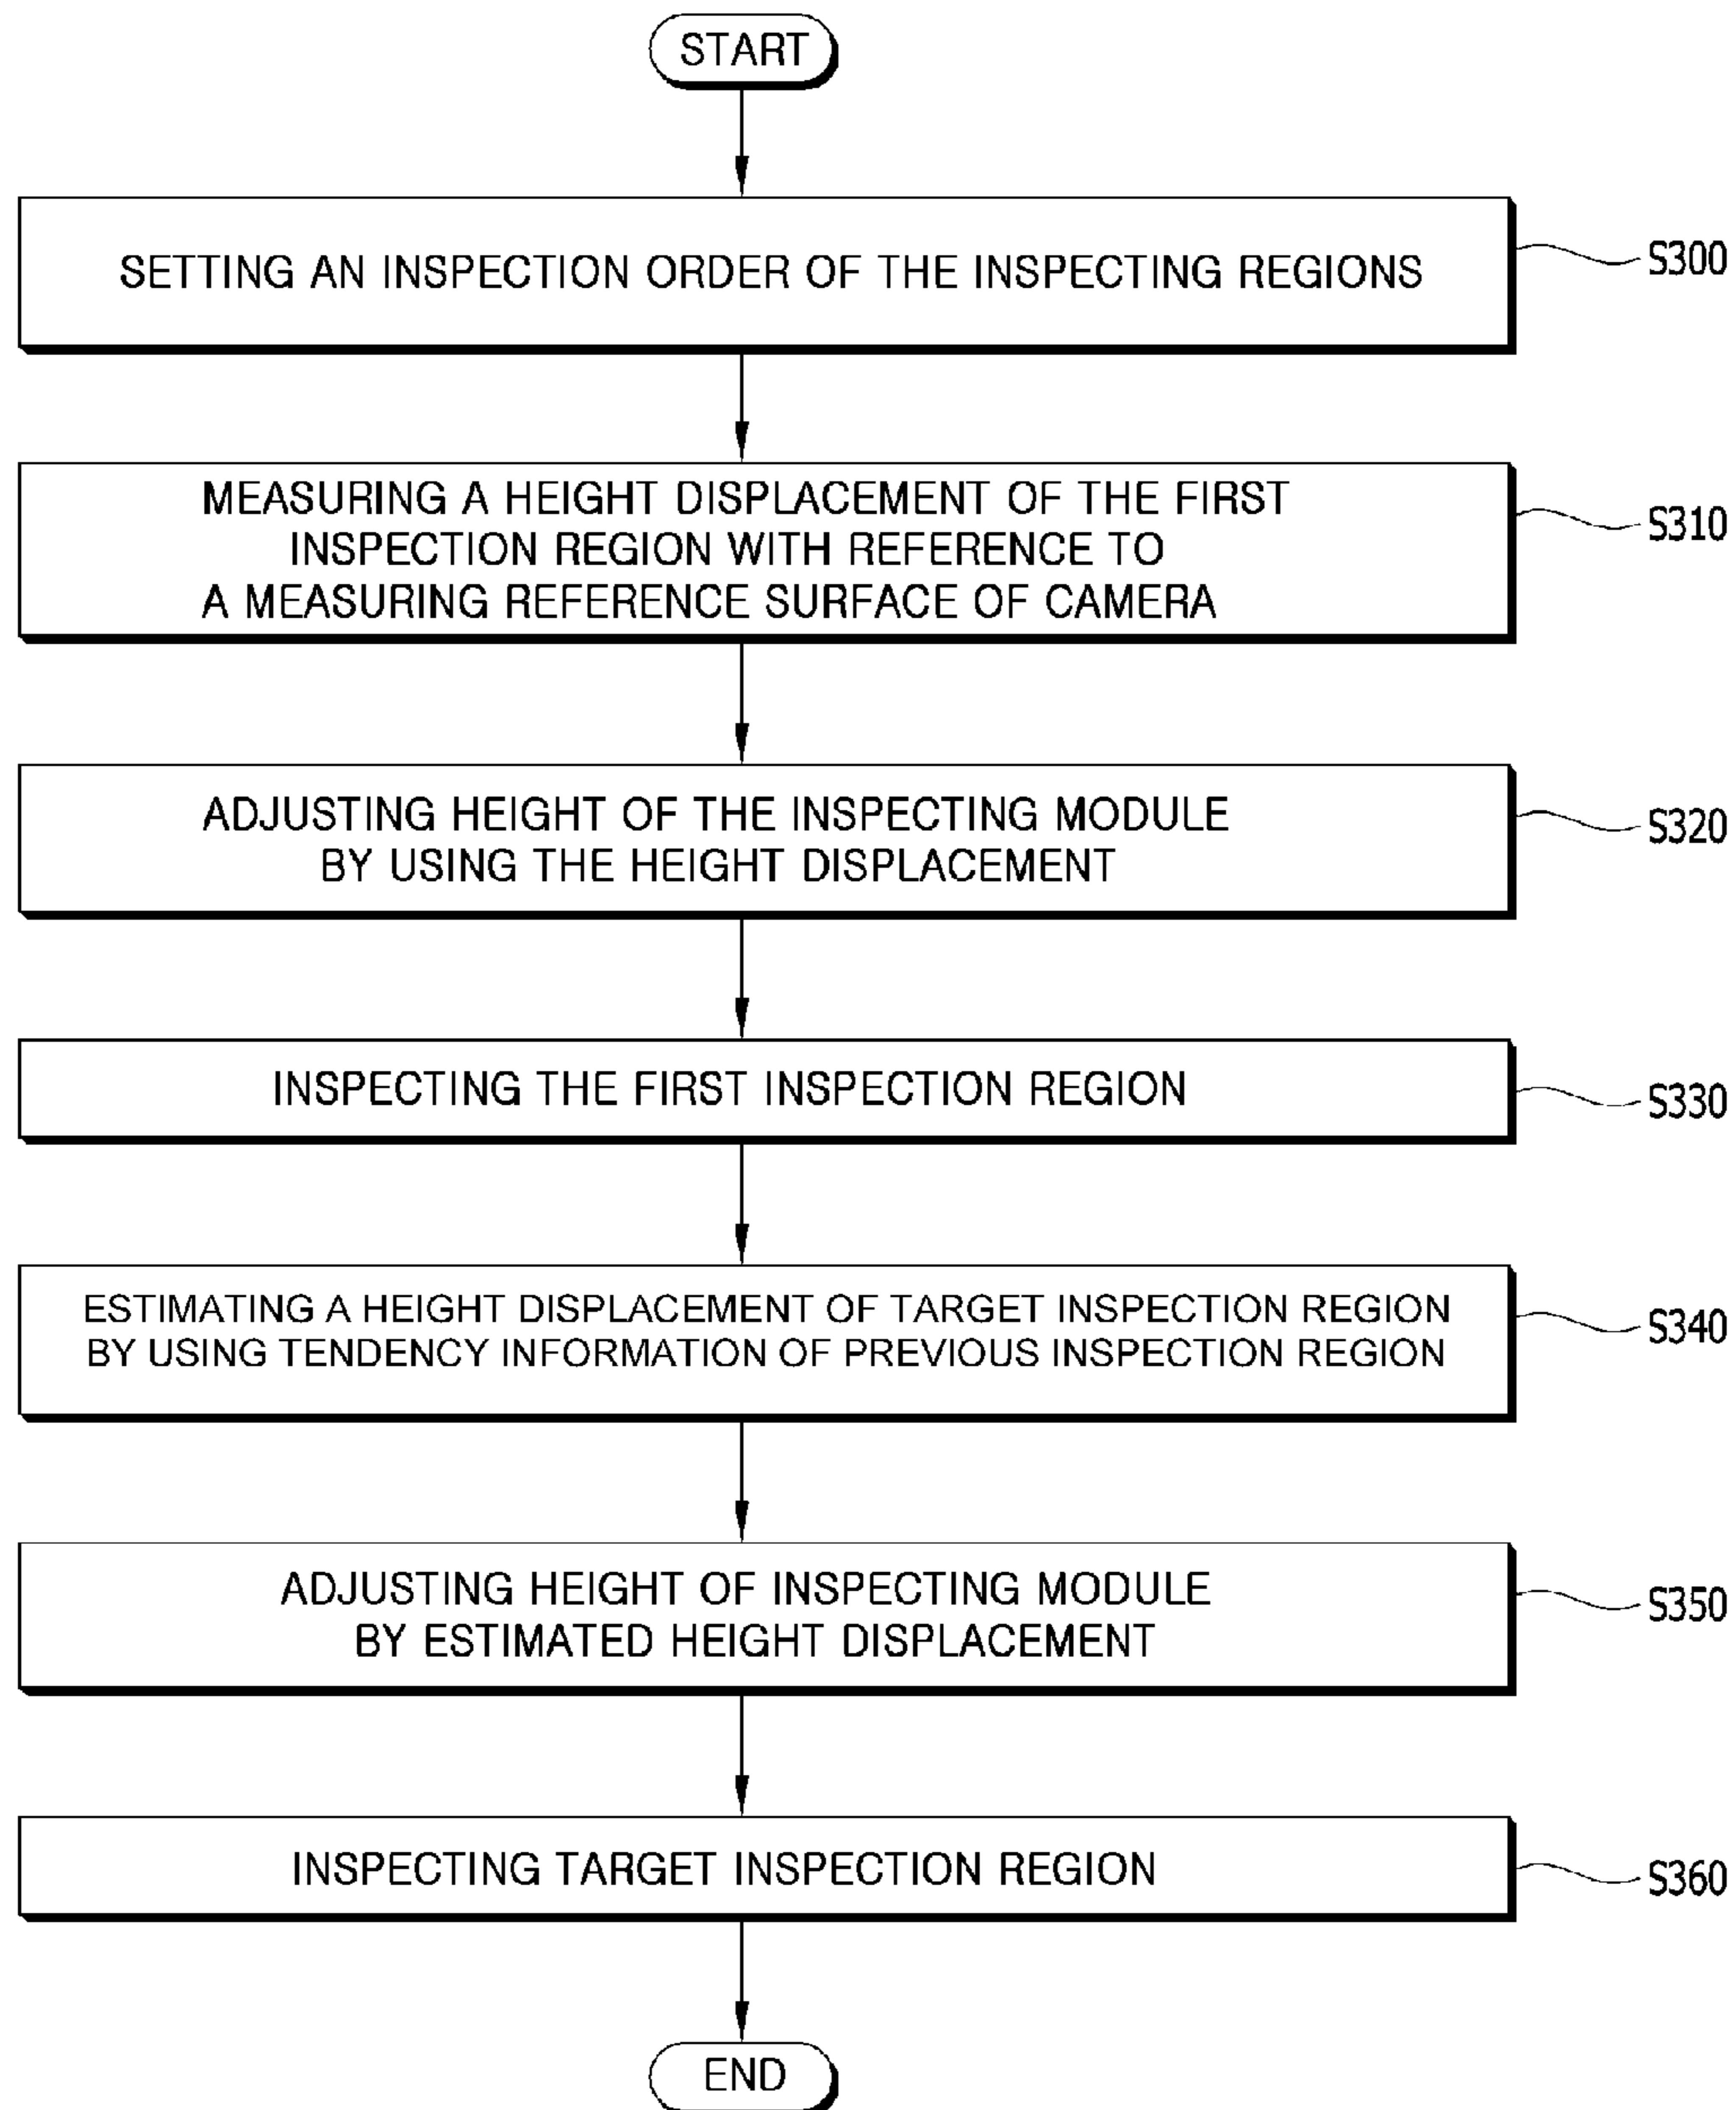 START
SETTING AN INSPECTION ORDER OF THE INSPECTING REGIONS
S300
MEASURING A HEIGHT DISPLACEMENT OF THE FIRST
INSPECTION REGION WITH REFERENCE TO
A MEASURING REFERENCE SURFACE OF CAMERA
S310
ADJUSTING HEIGHT OF THE INSPECTING MODULE
BY USING THE HEIGHT DISPLACEMENT
S320
INSPECTING THE FIRST INSPECTION REGION
S330
ESTIMATING A HEIGHT DISPLACEMENT OF TARGET INSPECTION REGION
BY USING TENDENCY INFORMATION OF PREVIOUS INSPECTION REGION
S340
ADJUSTING HEIGHT OF INSPECTING MODULE
BY ESTIMATED HEIGHT DISPLACEMENT
S350
INSPECTING TARGET INSPECTION REGION
S360
END